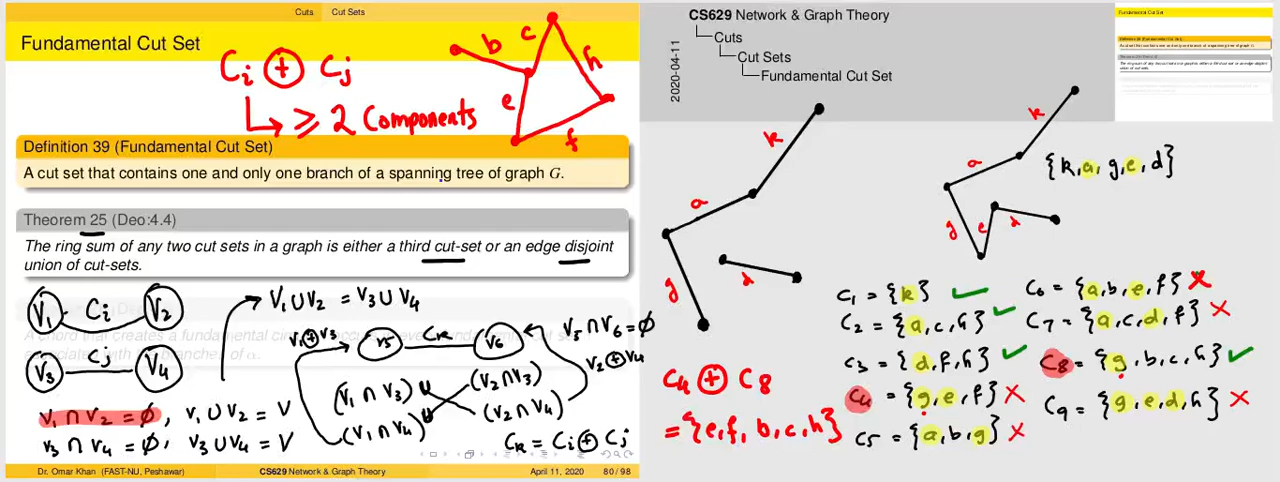 Cuts Cut Sets
Fundamental Cut Set
Ci ⊕ Cj
↳ ≥ 2 Components
b
c
h
e
f
Definition 39 (Fundamental Cut Set)
A cut set that contains one and only one branch of a spanning tree of graph G.
Theorem 25 (Deo:4.4)
The ring sum of any two cut sets in a graph is either a third cut-set or an edge disjoint
union of cut-sets.
V1 Ci V2
V3 Cj V4
V1 ∪ V2 = V3 ∪ V4
V1 ⊕ V3
V5 CK V6
V5 ∩ V6 = ∅
V2 ⊕ V4
(V1 ∩ V3) ∪ (V2 ∩ V3)
(V1 ∩ V4) ∪ (V2 ∩ V4)
V1 ∩ V2 = ∅, V1 ∪ V2 = V
V3 ∩ V4 = ∅, V3 ∪ V4 = V
CK = Ci ⊕ Cj
Dr. Omar Khan (FAST-NU, Peshawar) CS629 Network & Graph Theory April 11, 2020 80 / 98
2020-04-11
CS629 Network & Graph Theory
Cuts
Cut Sets
Fundamental Cut Set
Fundamental Cut Set
k
a
g
d
k
a
g
e
d
{k, a, g, e, d}
C1 = {k} ✓
C2 = {a, c, h} ✓
C3 = {d, f, h} ✓
C4 = {g, e, f} ✗
C5 = {a, b, g} ✗
C6 = {a, b, e, f} ✗
C7 = {a, c, d, f} ✗
C8 = {g, b, c, h} ✓
C9 = {g, e, d, h} ✗
C4 ⊕ C8
= {e, f, b, c, h}